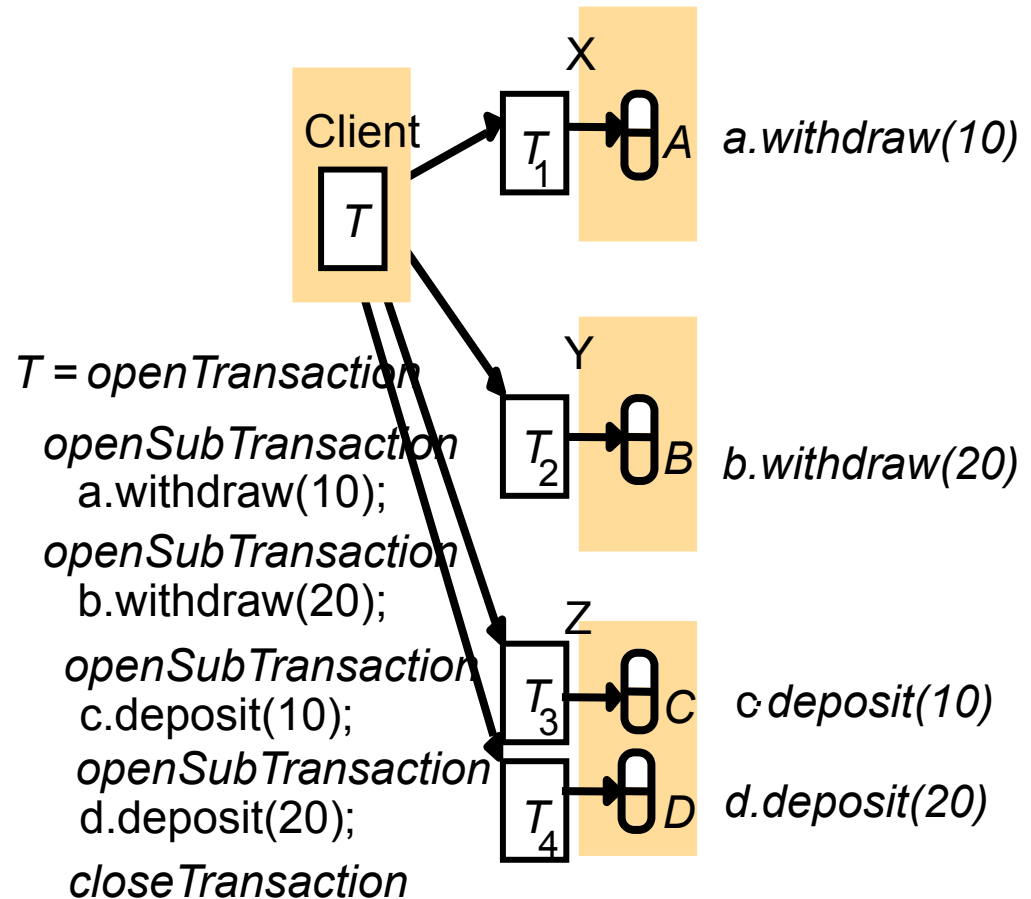 X
Client
T1
A
a.withdraw(10)
T
Y
T = openTransaction
openSubTransaction
a.withdraw(10);
T2
B
b.withdraw(20)
openSubTransaction
b.withdraw(20);
Z
openSubTransaction
c.deposit(10);
T3
C
c.deposit(10)
openSubTransaction
d.deposit(20);
T4
D
d.deposit(20)
closeTransaction